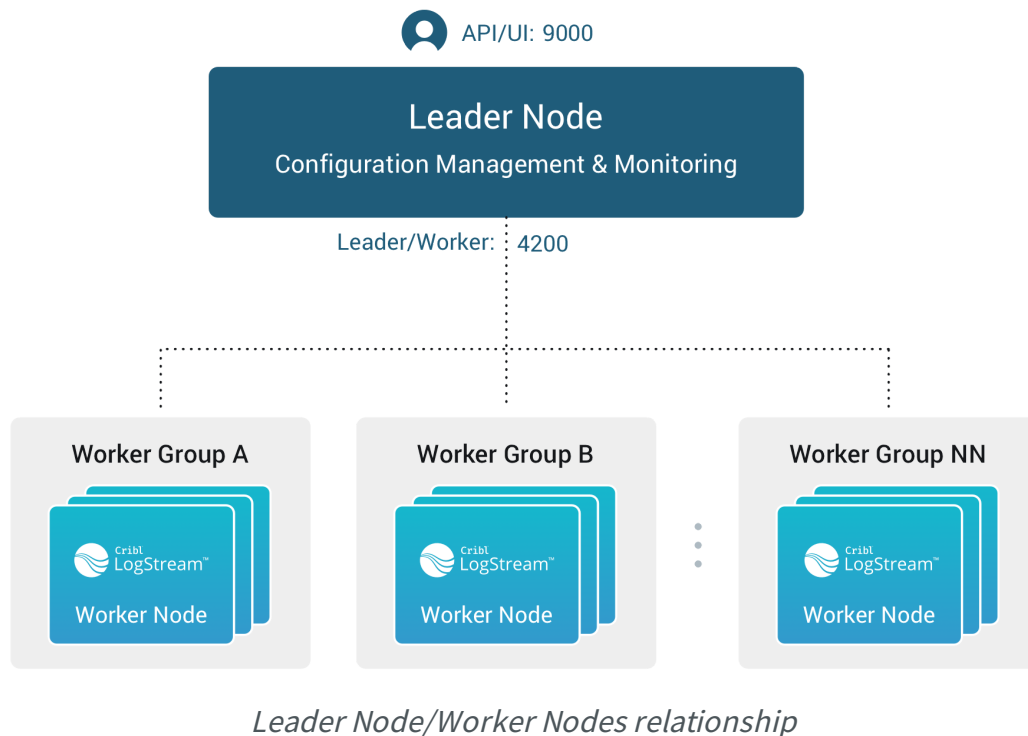 API/UI: 9000
Leader Node
Configuration Management & Monitoring
Leader/Worker: 4200
Worker Group A
Cribl
LogStream™
Worker Node
Worker Group B
Cribl
LogStream™
Worker Node
Worker Group NN
Cribl
LogStream™
Worker Node
Leader Node/Worker Nodes relationship